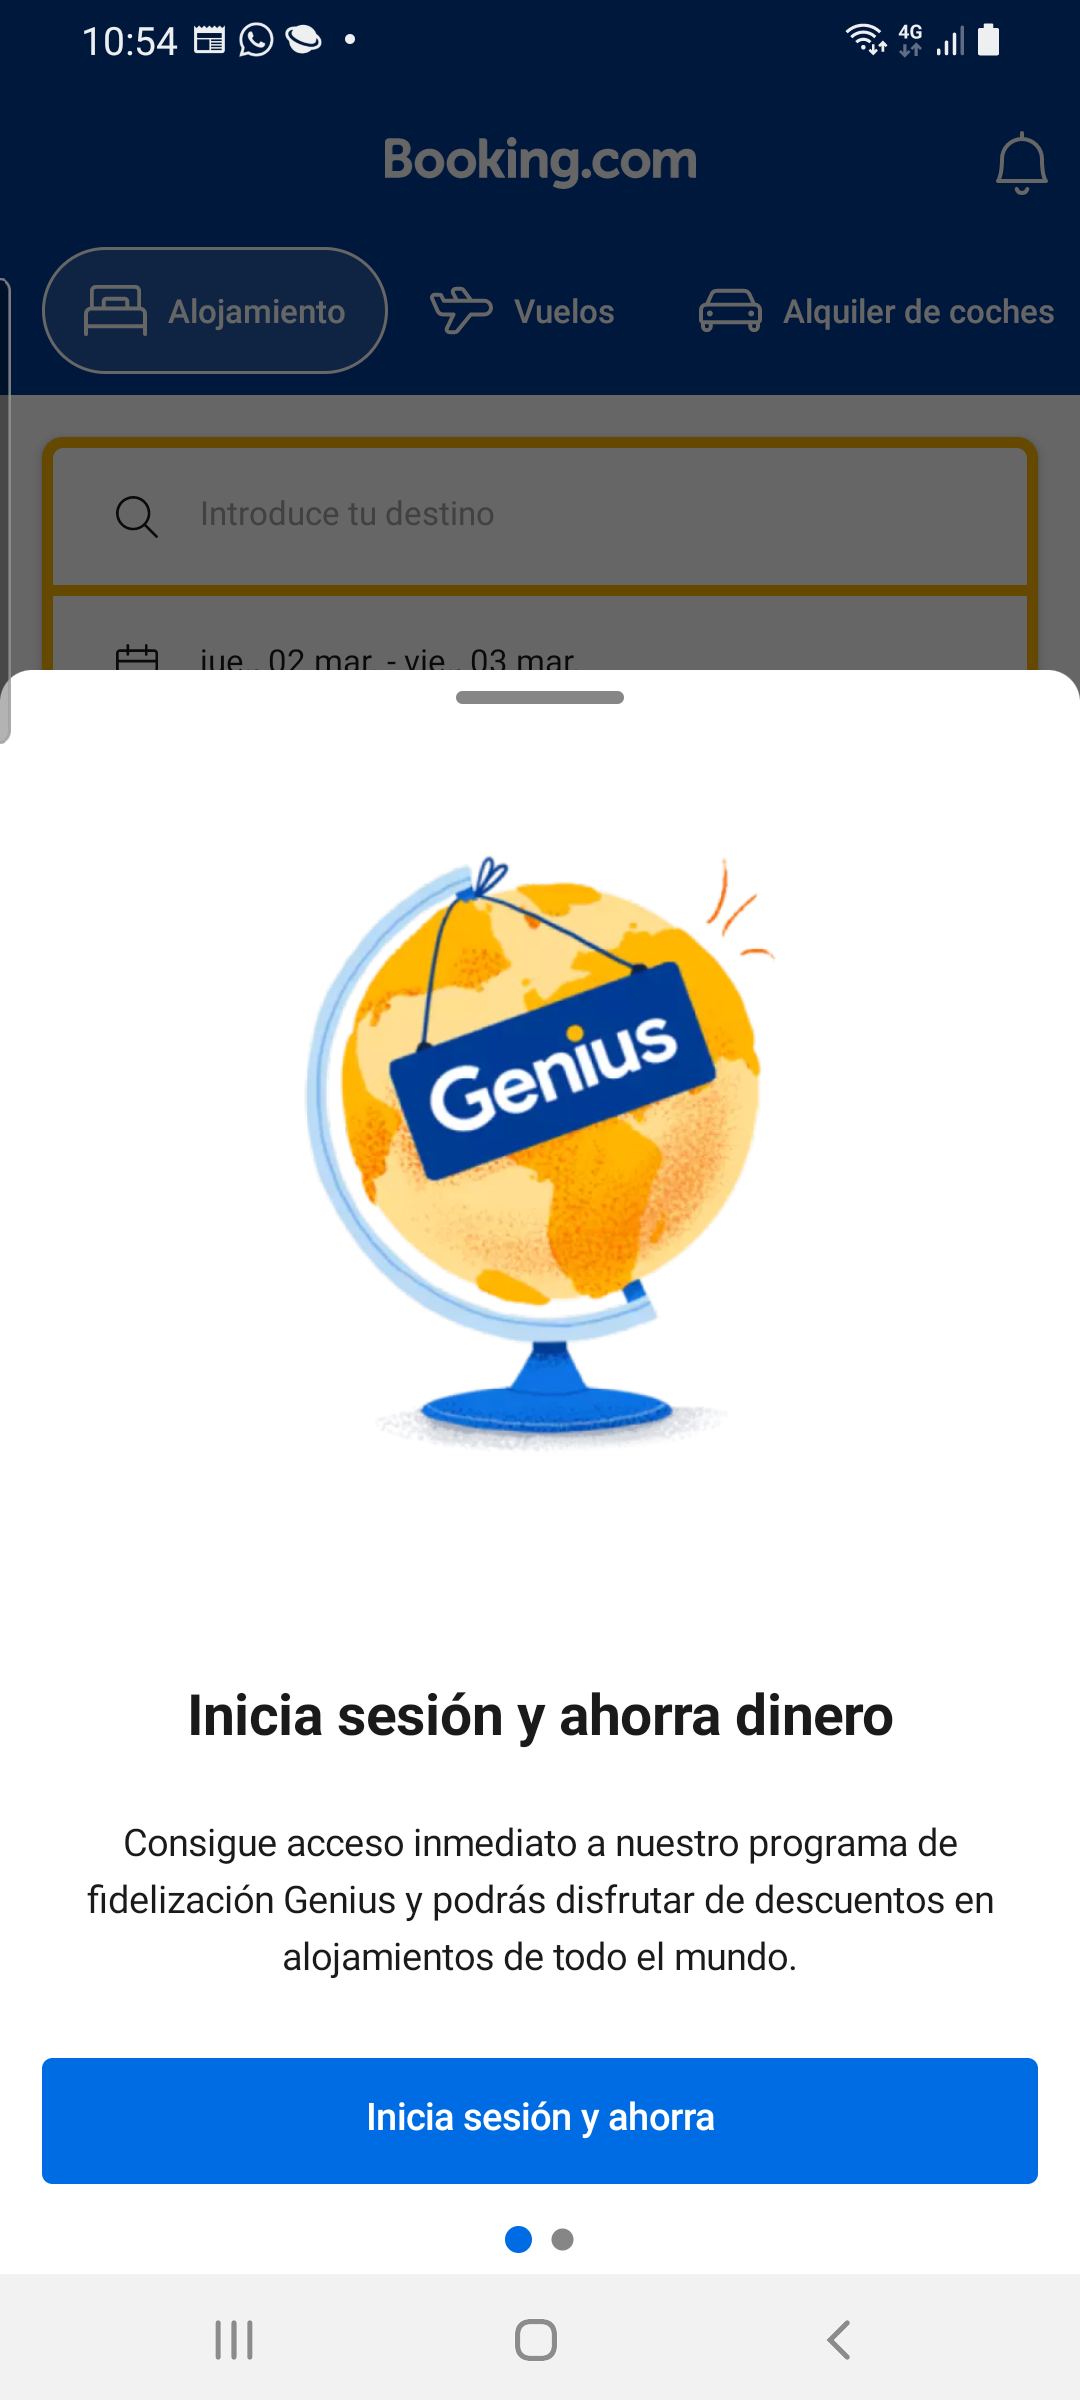 10:54
4G
Booking.com
Alojamiento
Vuelos
Alquiler de coches
Introduce tu destino
jue., 02 mar. - vie., 03 mar.
Genius
Inicia sesión y ahorra dinero
Consigue acceso inmediato a nuestro programa de
fidelización Genius y podrás disfrutar de descuentos en
alojamientos de todo el mundo.
Inicia sesión y ahorra